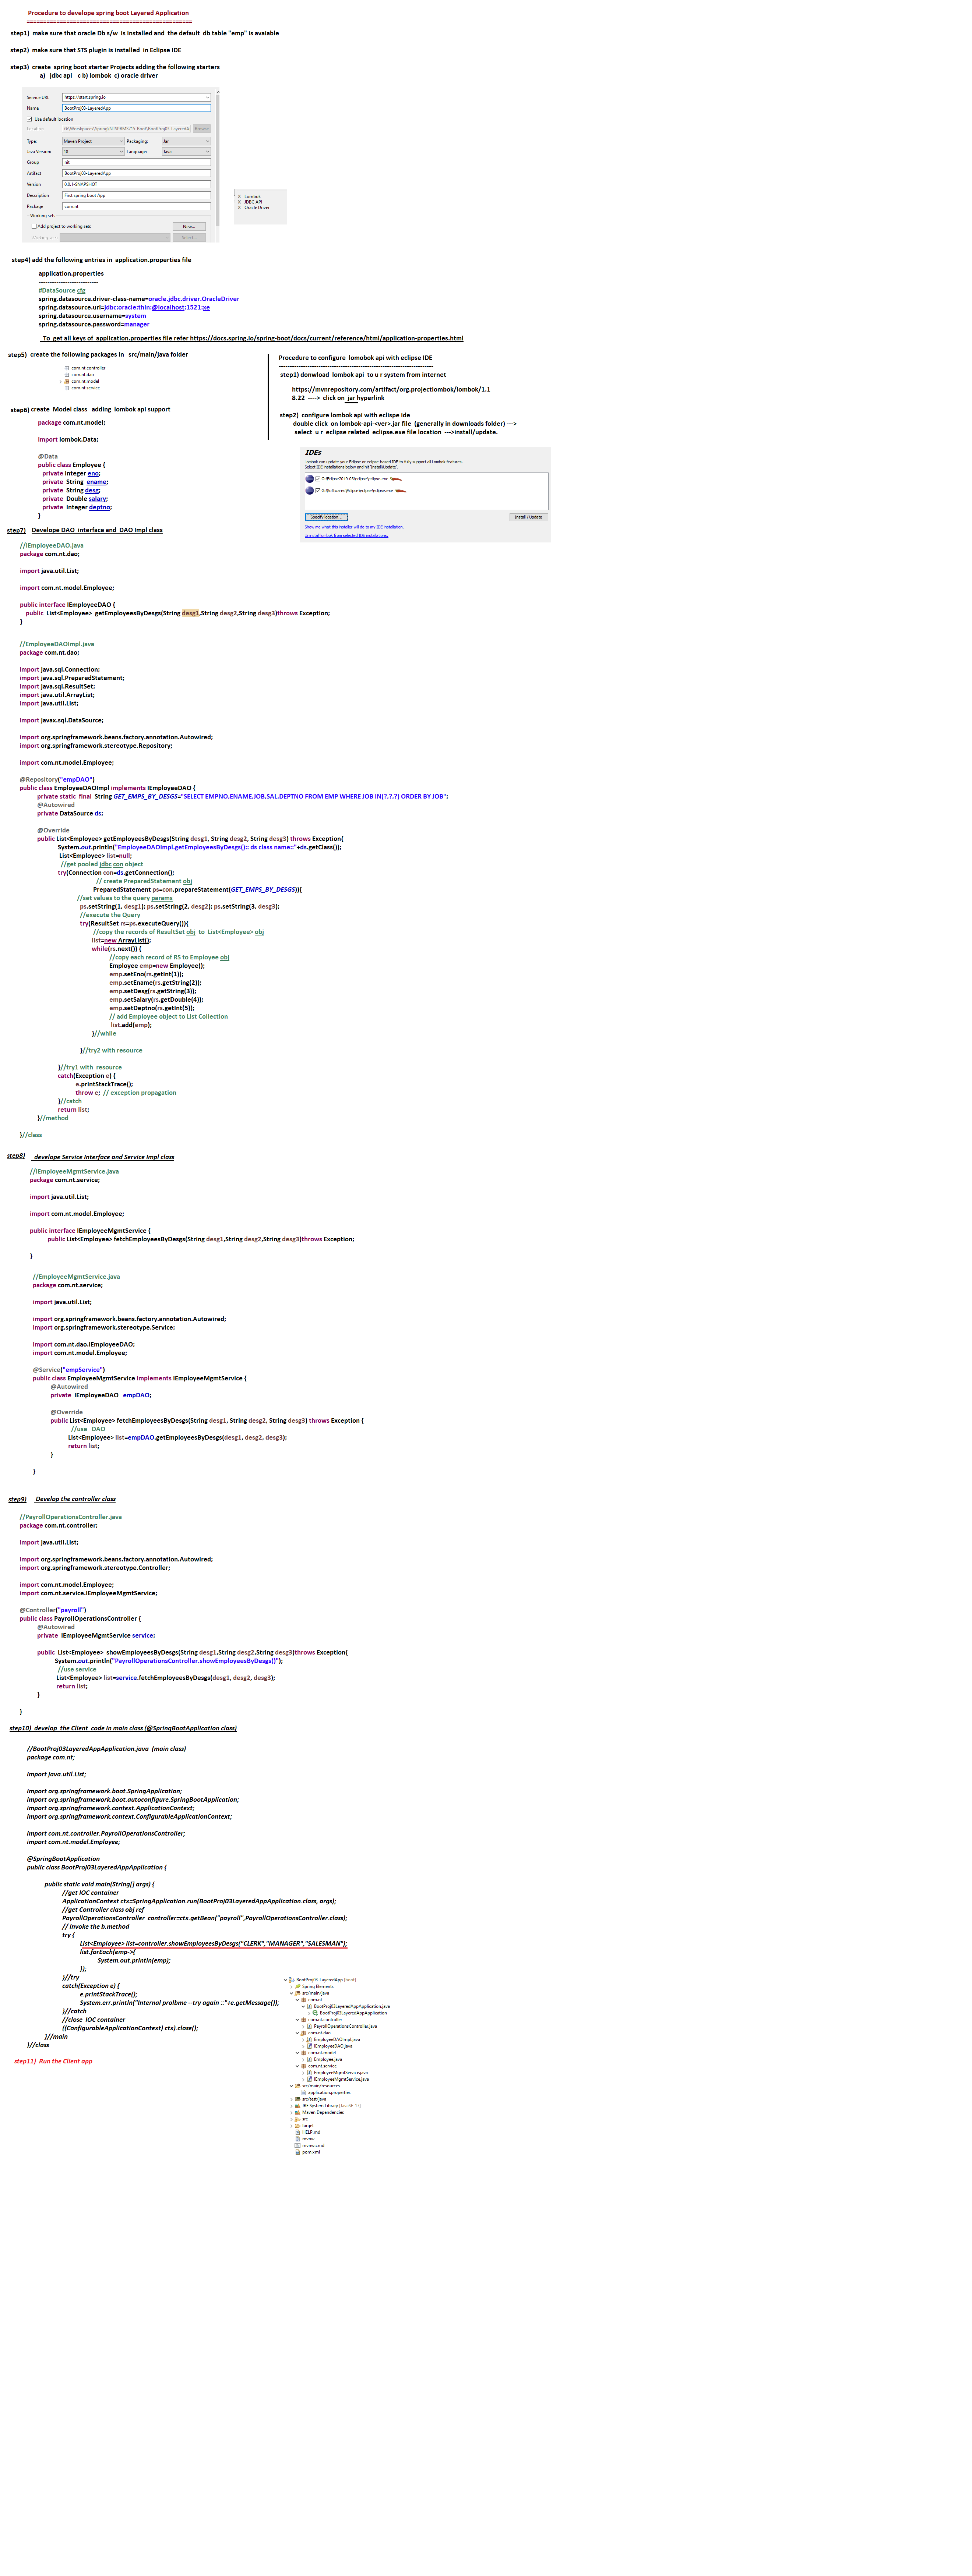 Procedure to develope spring boot Layered Application
==================================================
step1) make sure that oracle Db s/w is installed and the default db table "emp" is avaiable
step2) make sure that STS plugin is installed in Eclipse IDE
step3) create spring boot starter Projects adding the following starters
a) jdbc api c b) lombok c) oracle driver
Service URL https://start.spring.io
Name BootProj03-LayeredApp
Use default location
Location Browse
Type: Maven Project Packaging: Jar
Java Version: 18 Language: Java
Group nit
Artifact BootProj03-LayeredApp
Version 0.0.1-SNAPSHOT
Description First spring boot App
Package com.nt
Working sets
Add project to working sets New...
Working sets: Select...
X Lombok
X JDBC API
X Oracle Driver
step4) add the following entries in application.properties file
application.properties
---------------------------
#DataSource cfg
spring.datasource.driver-class-name=oracle.jdbc.driver.OracleDriver
spring.datasource.url=jdbc:oracle:thin:@localhost:1521:xe
spring.datasource.username=system
spring.datasource.password=manager
To get all keys of application.properties file refer https://docs.spring.io/spring-boot/docs/current/reference/html/application-properties.html
step5) create the following packages in src/main/java folder
com.nt.controller
com.nt.dao
com.nt.model
com.nt.service
Procedure to configure lomobok api with eclipse IDE
----------------------------------------------------------------------
step1) donwload lombok api to u r system from internet
https://mvnrepository.com/artifact/org.projectlombok/lombok/1.1
8.22 ----> click on jar hyperlink
step2) configure lombok api with eclispe ide
double click on lombok-api-<ver>.jar file (generally in downloads folder) --->
select u r eclipse related eclipse.exe file location --->install/update.
IDEs
Lombok can update your Eclipse or eclipse-based IDE to fully support all Lombok features.
Select IDE installations below and hit 'Install/Update'.
G:\Eclipse2019-03\eclipse\eclipse.exe
G:\Softwares\Eclipse\eclipse\eclipse.exe
Specify location... Install / Update
Show me what this installer will do to my IDE installation.
Uninstall lombok from selected IDE installations.
step6) create Model class adding lombok api support
package com.nt.model;
import lombok.Data;
@Data
public class Employee {
private Integer eno;
private String ename;
private String desg;
private Double salary;
private Integer deptno;
}
step7) Develope DAO interface and DAO Impl class
//IEmployeeDAO.java
package com.nt.dao;
import java.util.List;
import com.nt.model.Employee;
public interface IEmployeeDAO {
public List<Employee> getEmployeesByDesgs(String desg1,String desg2,String desg3)throws Exception;
}
//EmployeeDAOImpl.java
package com.nt.dao;
import java.sql.Connection;
import java.sql.PreparedStatement;
import java.sql.ResultSet;
import java.util.ArrayList;
import java.util.List;
import javax.sql.DataSource;
import org.springframework.beans.factory.annotation.Autowired;
import org.springframework.stereotype.Repository;
import com.nt.model.Employee;
@Repository("empDAO")
public class EmployeeDAOImpl implements IEmployeeDAO {
private static final String GET_EMPS_BY_DESGS="SELECT EMPNO,ENAME,JOB,SAL,DEPTNO FROM EMP WHERE JOB IN(?,?,?) ORDER BY JOB";
@Autowired
private DataSource ds;
@Override
public List<Employee> getEmployeesByDesgs(String desg1, String desg2, String desg3) throws Exception{
System.out.println("EmployeeDAOImpl.getEmployeesByDesgs():: ds class name::"+ds.getClass());
List<Employee> list=null;
//get pooled jdbc con object
try(Connection con=ds.getConnection();
// create PreparedStatement obj
PreparedStatement ps=con.prepareStatement(GET_EMPS_BY_DESGS)){
//set values to the query params
ps.setString(1, desg1); ps.setString(2, desg2); ps.setString(3, desg3);
//execute the Query
try(ResultSet rs=ps.executeQuery()){
//copy the records of ResultSet obj to List<Employee> obj
list=new ArrayList();
while(rs.next()) {
//copy each record of RS to Employee obj
Employee emp=new Employee();
emp.setEno(rs.getInt(1));
emp.setEname(rs.getString(2));
emp.setDesg(rs.getString(3));
emp.setSalary(rs.getDouble(4));
emp.setDeptno(rs.getInt(5));
// add Employee object to List Collection
list.add(emp);
}//while
}//try2 with resource
}//try1 with resource
catch(Exception e) {
e.printStackTrace();
throw e; // exception propagation
}//catch
return list;
}//method
}//class
step8) develope Service Interface and Service Impl class
//IEmployeeMgmtService.java
package com.nt.service;
import java.util.List;
import com.nt.model.Employee;
public interface IEmployeeMgmtService {
public List<Employee> fetchEmployeesByDesgs(String desg1,String desg2,String desg3)throws Exception;
}
//EmployeeMgmtService.java
package com.nt.service;
import java.util.List;
import org.springframework.beans.factory.annotation.Autowired;
import org.springframework.stereotype.Service;
import com.nt.dao.IEmployeeDAO;
import com.nt.model.Employee;
@Service("empService")
public class EmployeeMgmtService implements IEmployeeMgmtService {
@Autowired
private IEmployeeDAO empDAO;
@Override
public List<Employee> fetchEmployeesByDesgs(String desg1, String desg2, String desg3) throws Exception {
//use DAO
List<Employee> list=empDAO.getEmployeesByDesgs(desg1, desg2, desg3);
return list;
}
}
step9) Develop the controller class
//PayrollOperationsController.java
package com.nt.controller;
import java.util.List;
import org.springframework.beans.factory.annotation.Autowired;
import org.springframework.stereotype.Controller;
import com.nt.model.Employee;
import com.nt.service.IEmployeeMgmtService;
@Controller("payroll")
public class PayrollOperationsController {
@Autowired
private IEmployeeMgmtService service;
public List<Employee> showEmployeesByDesgs(String desg1,String desg2,String desg3)throws Exception{
System.out.println("PayrollOperationsController.showEmployeesByDesgs()");
//use service
List<Employee> list=service.fetchEmployeesByDesgs(desg1, desg2, desg3);
return list;
}
}
step10) develop the Client code in main class (@SpringBootApplication class)
//BootProj03LayeredAppApplication.java (main class)
package com.nt;
import java.util.List;
import org.springframework.boot.SpringApplication;
import org.springframework.boot.autoconfigure.SpringBootApplication;
import org.springframework.context.ApplicationContext;
import org.springframework.context.ConfigurableApplicationContext;
import com.nt.controller.PayrollOperationsController;
import com.nt.model.Employee;
@SpringBootApplication
public class BootProj03LayeredAppApplication {
public static void main(String[] args) {
//get IOC container
ApplicationContext ctx=SpringApplication.run(BootProj03LayeredAppApplication.class, args);
//get Controller class obj ref
PayrollOperationsController controller=ctx.getBean("payroll",PayrollOperationsController.class);
// invoke the b.method
try {
List<Employee> list=controller.showEmployeesByDesgs("CLERK","MANAGER","SALESMAN");
list.forEach(emp->{
System.out.println(emp);
});
}//try
catch(Exception e) {
e.printStackTrace();
System.err.println("Internal prolbme --try again ::"+e.getMessage());
}//catch
//close IOC container
((ConfigurableApplicationContext) ctx).close();
}//main
}//class
step11) Run the Client app
BootProj03-LayeredApp [boot]
Spring Elements
src/main/java
com.nt
BootProj03LayeredAppApplication.java
BootProj03LayeredAppApplication
com.nt.controller
PayrollOperationsController.java
com.nt.dao
EmployeeDAOImpl.java
IEmployeeDAO.java
com.nt.model
Employee.java
com.nt.service
EmployeeMgmtService.java
IEmployeeMgmtService.java
src/main/resources
application.properties
src/test/java
JRE System Library [JavaSE-17]
Maven Dependencies
src
target
HELP.md
mvnw
mvnw.cmd
pom.xml